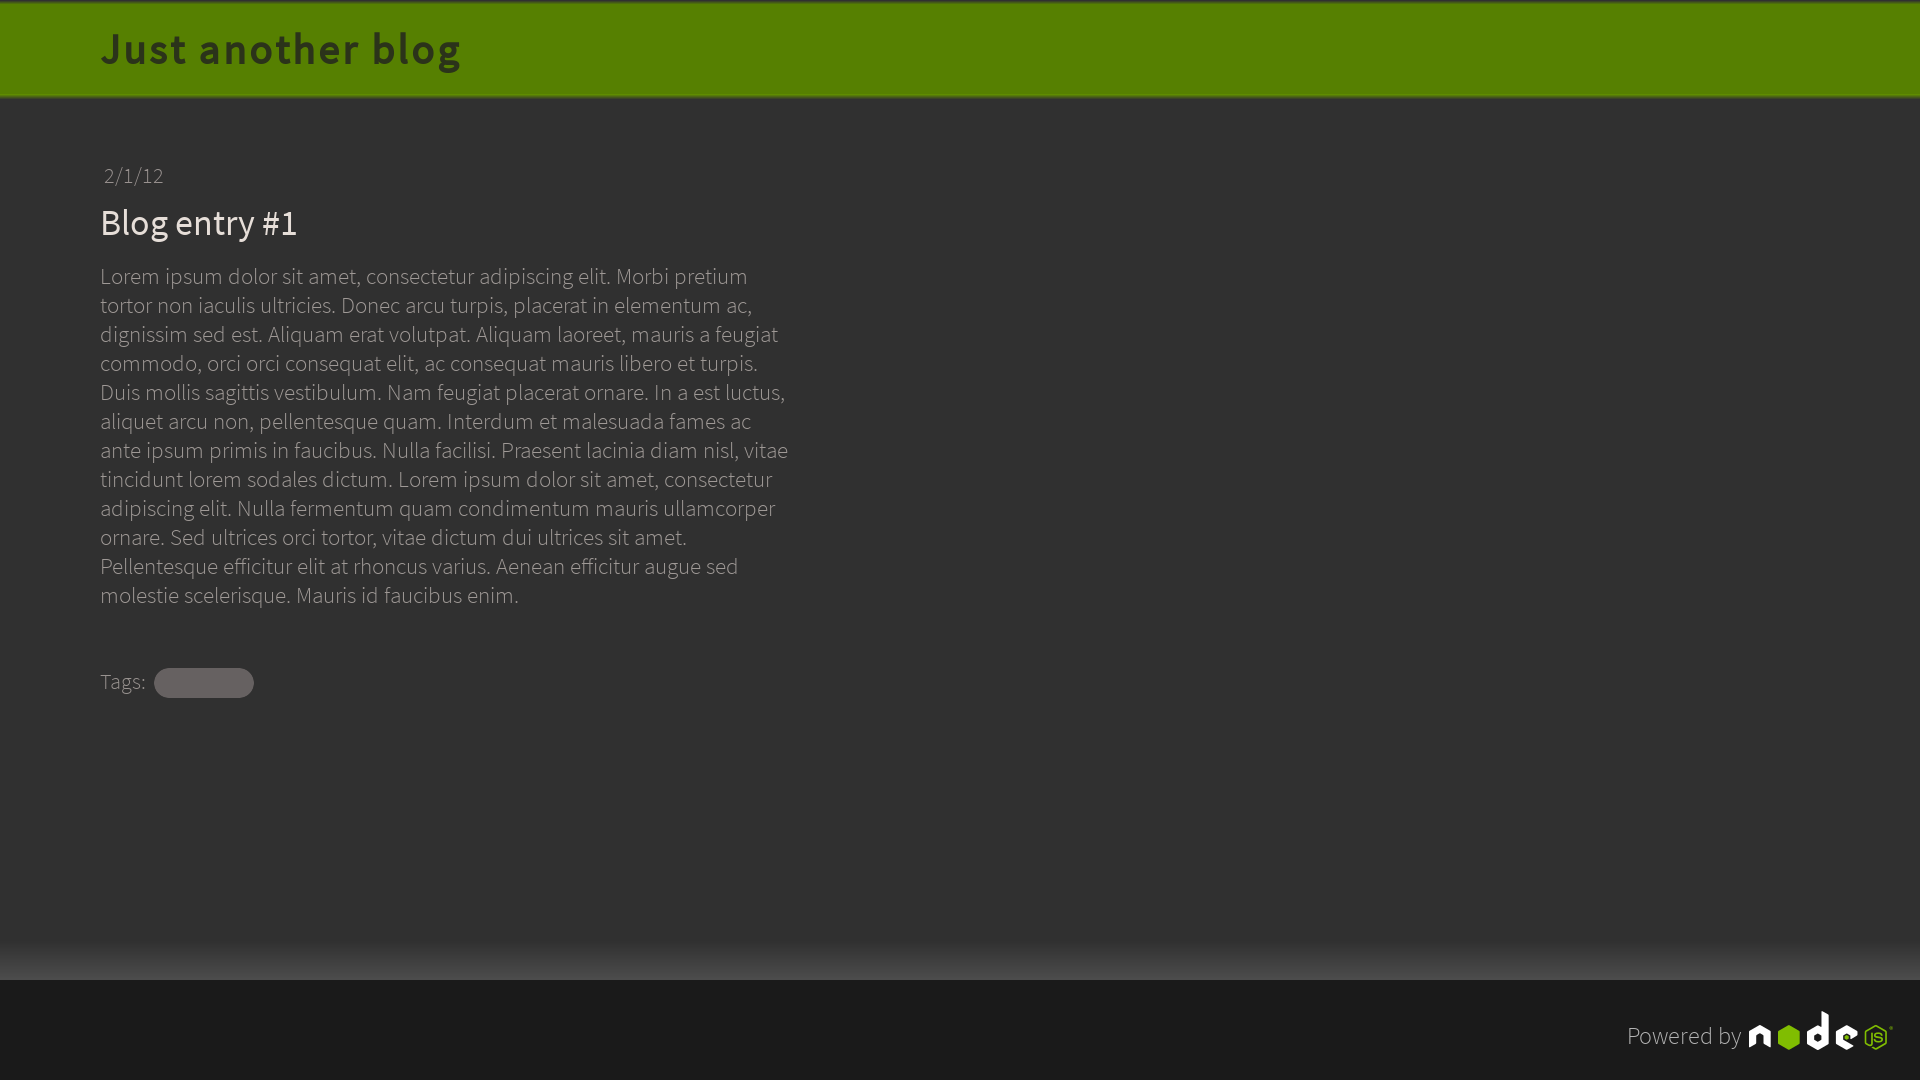 Just another blog
2/1/12
Blog entry #1
Lorem ipsum dolor sit amet, consectetur adipiscing elit. Morbi pretium
tortor non iaculis ultricies. Donec arcu turpis, placerat in elementum ac,
dignissim sed est. Aliquam erat volutpat. Aliquam laoreet, mauris a feugiat
commodo, orci orci consequat elit, ac consequat mauris libero et turpis.
Duis mollis sagittis vestibulum. Nam feugiat placerat ornare. In a est luctus,
aliquet arcu non, pellentesque quam. Interdum et malesuada fames ac
ante ipsum primis in faucibus. Nulla facilisi. Praesent lacinia diam nisl, vitae
tincidunt lorem sodales dictum. Lorem ipsum dolor sit amet, consectetur
adipiscing elit. Nulla fermentum quam condimentum mauris ullamcorper
ornare. Sed ultrices orci tortor, vitae dictum dui ultrices sit amet.
Pellentesque efficitur elit at rhoncus varius. Aenean efficitur augue sed
molestie scelerisque. Mauris id faucibus enim.
Tags:
Powered by node JS